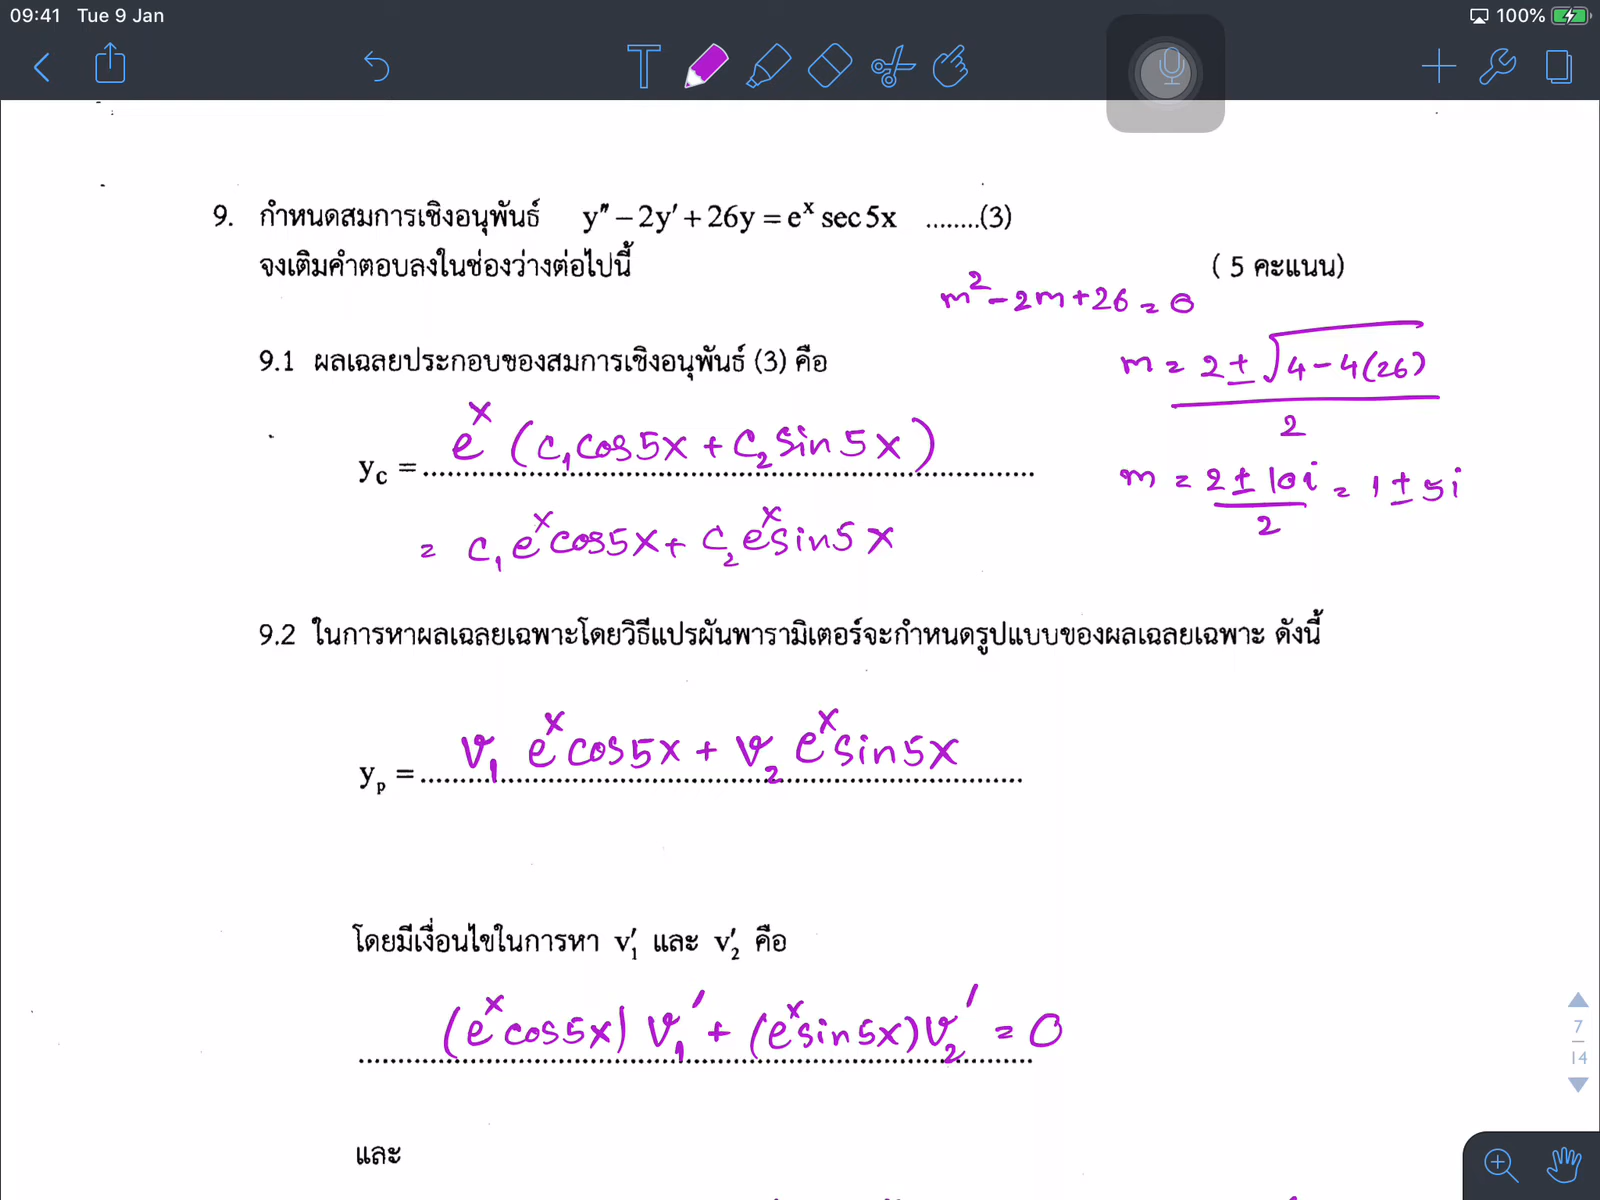 09:41 Tue 9 Jan 100%
9. กำหนดสมการเชิงอนุพันธ์ y″ − 2y′ + 26y = eˣ sec 5x ........(3)
จงเติมคำตอบลงในช่องว่างต่อไปนี้ ( 5 คะแนน)
m² - 2m + 26 = 0
9.1 ผลเฉลยประกอบของสมการเชิงอนุพันธ์ (3) คือ
m = 2 ± √4 - 4(26) / 2
y_c = eˣ (c₁cos5x + c₂sin5x)
m = 2 ± 10i / 2 = 1 ± 5i
= c₁eˣcos5x + c₂eˣsin5x
9.2 ในการหาผลเฉลยเฉพาะโดยวิธีแปรผันพารามิเตอร์จะกำหนดรูปแบบของผลเฉลยเฉพาะ ดังนี้
y_p = v₁ eˣcos5x + v₂ eˣsin5x
โดยมีเงื่อนไขในการหา v₁′ และ v₂′ คือ
(eˣcos5x) v₁′ + (eˣsin5x) v₂′ = 0
7
14
และ